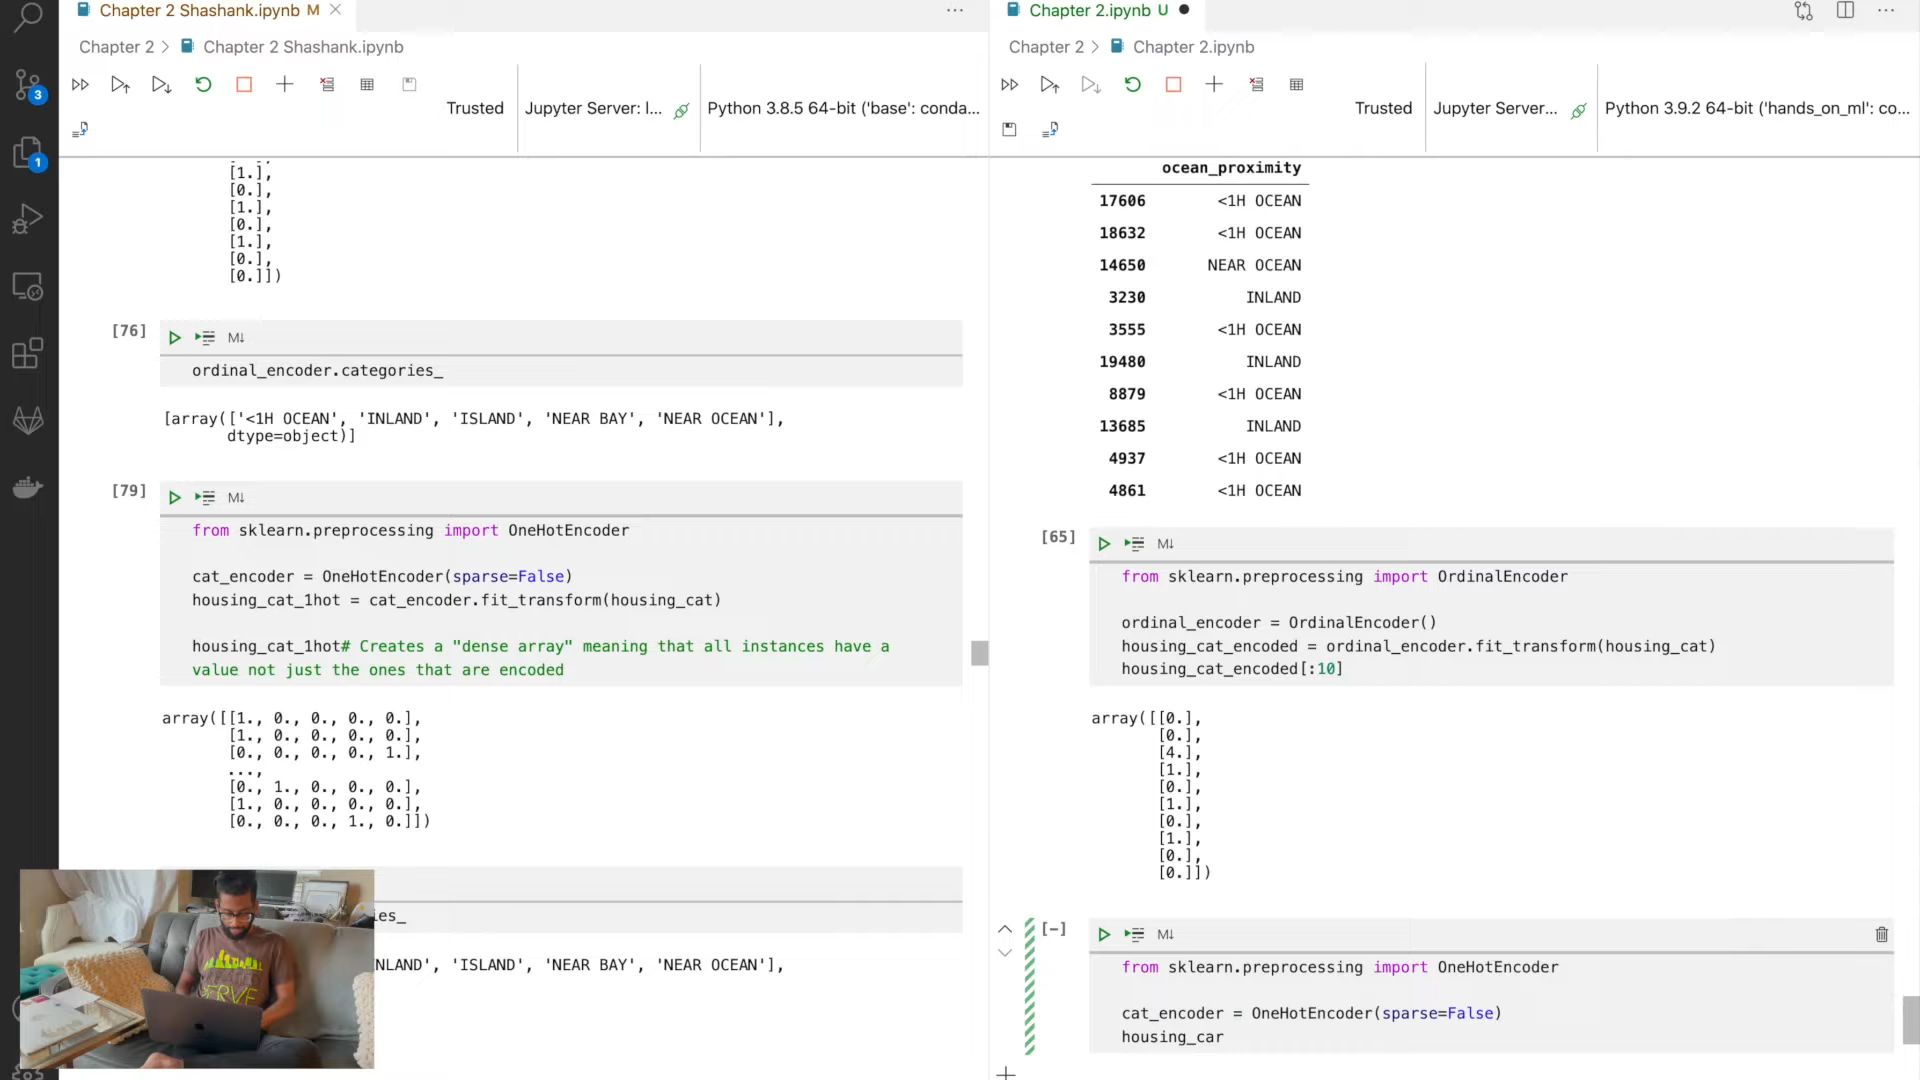 Chapter 2 Shashank.ipynb M
Chapter 2 > Chapter 2 Shashank.ipynb
Trusted
Jupyter Server: l...
Python 3.8.5 64-bit ('base': conda...
3
1
[1.],
[0.],
[1.],
[0.],
[1.],
[0.],
[0.]])
[76]
M↓
ordinal_encoder.categories_
[array(['<1H OCEAN', 'INLAND', 'ISLAND', 'NEAR BAY', 'NEAR OCEAN'],
dtype=object)]
[79]
M↓
from sklearn.preprocessing import OneHotEncoder
cat_encoder = OneHotEncoder(sparse=False)
housing_cat_1hot = cat_encoder.fit_transform(housing_cat)
housing_cat_1hot# Creates a "dense array" meaning that all instances have a
value not just the ones that are encoded
array([[1., 0., 0., 0., 0.],
[1., 0., 0., 0., 0.],
[0., 0., 0., 0., 1.],
...,
[0., 1., 0., 0., 0.],
[1., 0., 0., 0., 0.],
[0., 0., 0., 1., 0.]])
ies_
NLAND', 'ISLAND', 'NEAR BAY', 'NEAR OCEAN'],
Chapter 2.ipynb U
Chapter 2 > Chapter 2.ipynb
Trusted
Jupyter Server...
Python 3.9.2 64-bit ('hands_on_ml': co...
ocean_proximity
17606 <1H OCEAN
18632 <1H OCEAN
14650 NEAR OCEAN
3230 INLAND
3555 <1H OCEAN
19480 INLAND
8879 <1H OCEAN
13685 INLAND
4937 <1H OCEAN
4861 <1H OCEAN
[65]
M↓
from sklearn.preprocessing import OrdinalEncoder
ordinal_encoder = OrdinalEncoder()
housing_cat_encoded = ordinal_encoder.fit_transform(housing_cat)
housing_cat_encoded[:10]
array([[0.],
[0.],
[4.],
[1.],
[0.],
[1.],
[0.],
[1.],
[0.],
[0.]])
[-]
M↓
from sklearn.preprocessing import OneHotEncoder
cat_encoder = OneHotEncoder(sparse=False)
housing_car